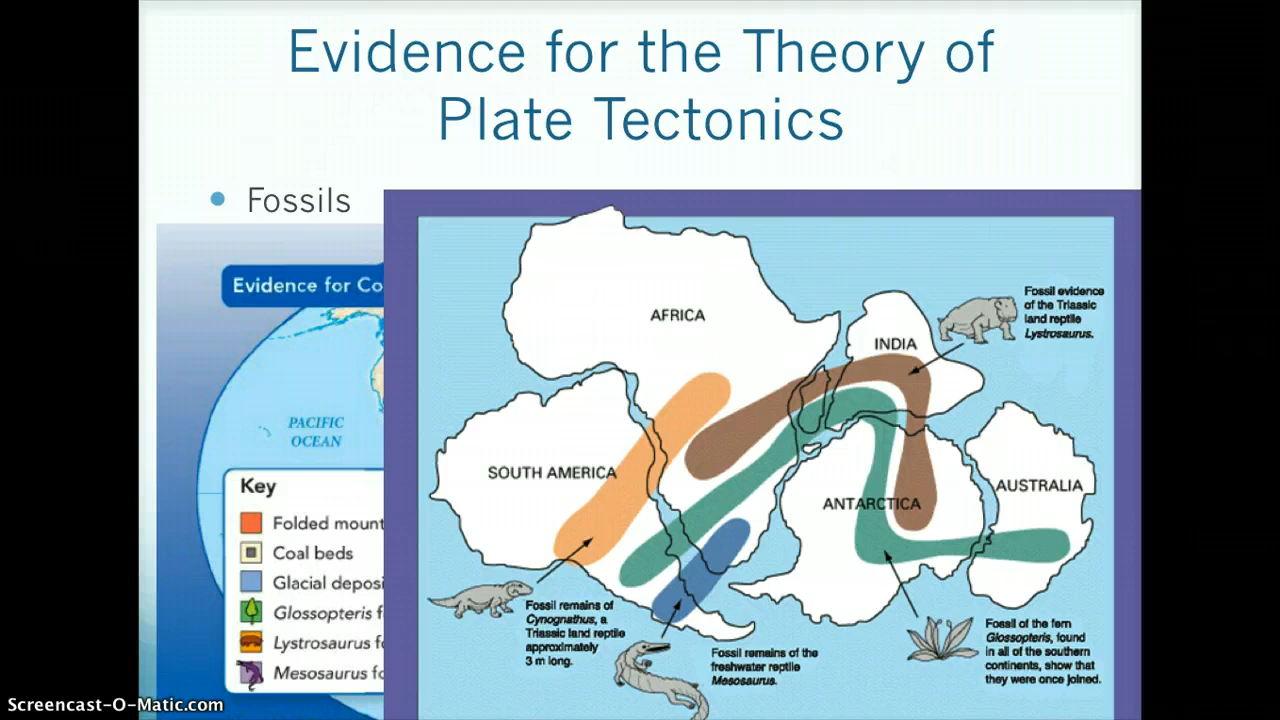 Evidence for the Theory of
Plate Tectonics
Fossils
Evidence for Co
PACIFIC
OCEAN
Key
Folded mount
Coal beds
Glacial deposi
Glossopteris f
Lystrosaurus fo
Mesosaurus fo
AFRICA
INDIA
SOUTH AMERICA
ANTARCTICA
AUSTRALIA
Fossil evidence
of the Triassic
land reptile
Lystrosaurus.
Fossil remains of
Cynognathus, a
Triassic land reptile
approximately
3 m long.
Fossil remains of the
freshwater reptile
Mesosaurus.
Fossil of the fern
Glossopteris, found
in all of the southern
continents, show that
they were once joined.
Screencast-O-Matic.com